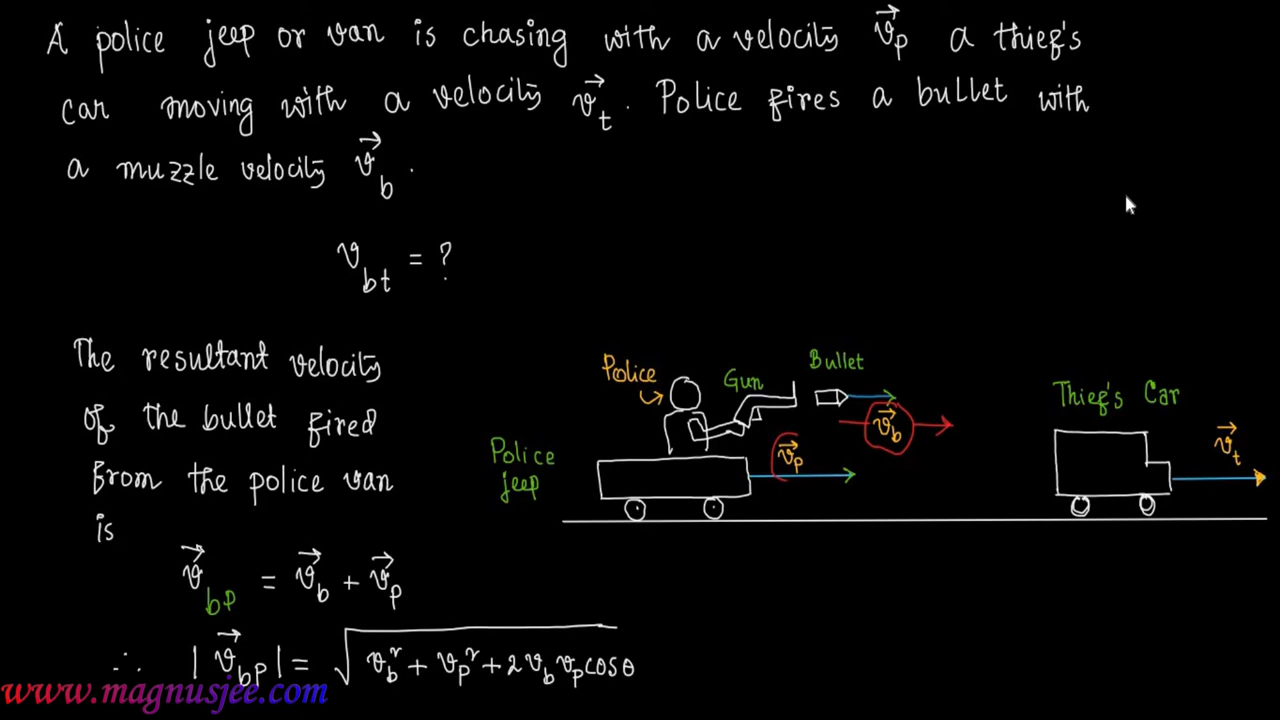 A police jeep or van is chasing with a velocity v⃗p a thief's
car moving with a velocity v⃗t. Police fires a bullet with
a muzzle velocity v⃗b.
vbt = ?
The resultant velocity
of the bullet fired
from the police van
is
v⃗bp = v⃗b + v⃗p
∴ |v⃗bp| = √(vb² + vp² + 2vbvpcosθ)
Police
Gun
Bullet
Thief's Car
v⃗b
v⃗t
Police
jeep
v⃗p
www.magnusjee.com